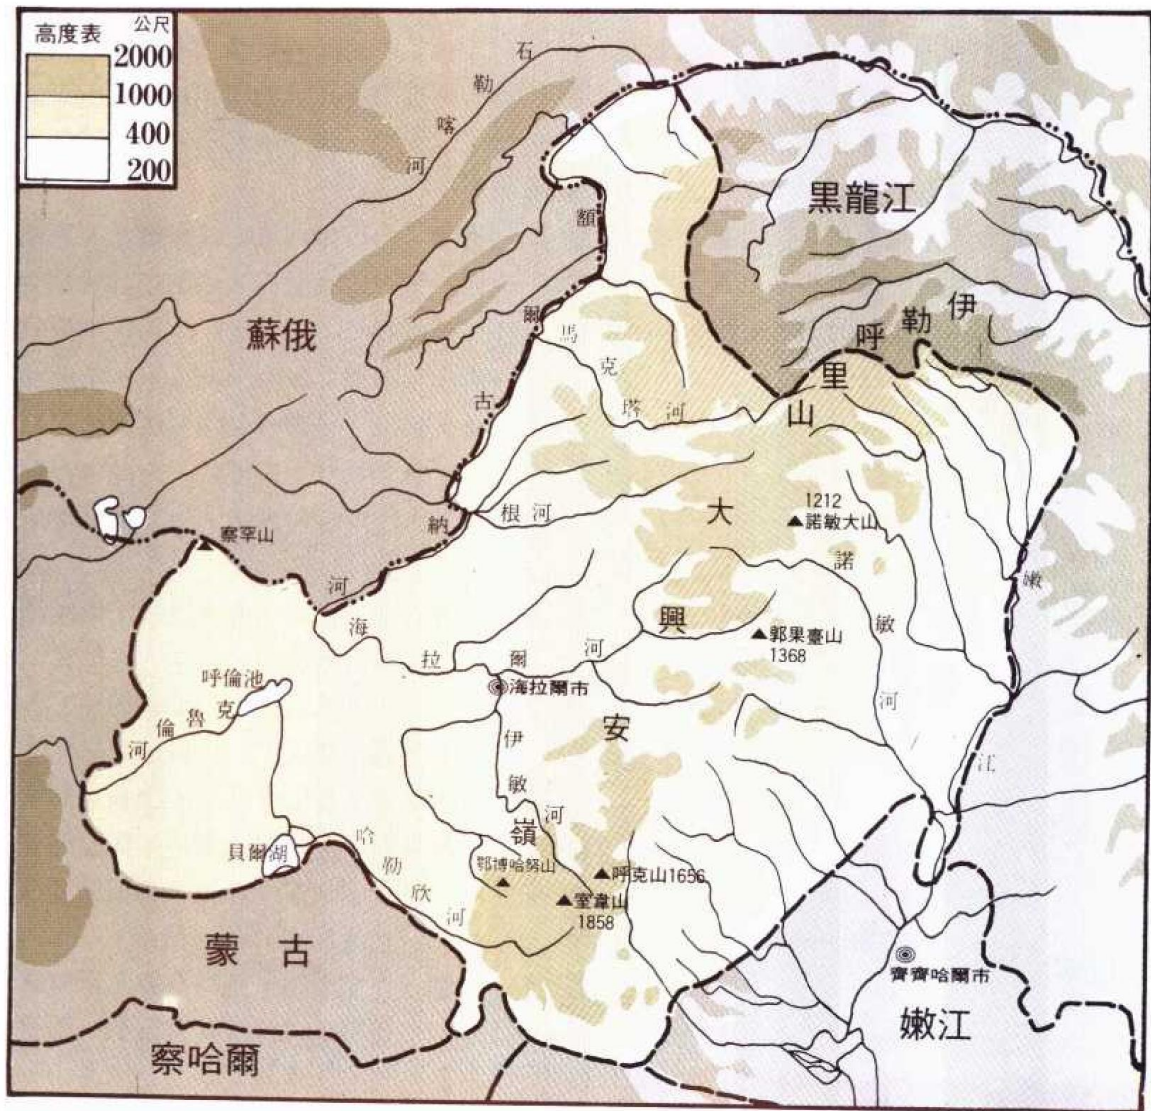 高度表
公尺
2000
1000
400
200
石勒喀河
黑龍江
額爾古納河
蘇俄
伊勒呼里山
馬克塔河
大興安嶺
根河
1212
諾敏大山
察罕山
諾敏河
嫩江
海拉爾河
郭果臺山
1368
呼倫池
克魯倫河
海拉爾市
伊敏河
貝爾湖
哈勒欣河
鄂博哈努山
呼克山1656
室韋山
1858
蒙古
齊齊哈爾市
嫩江
察哈爾